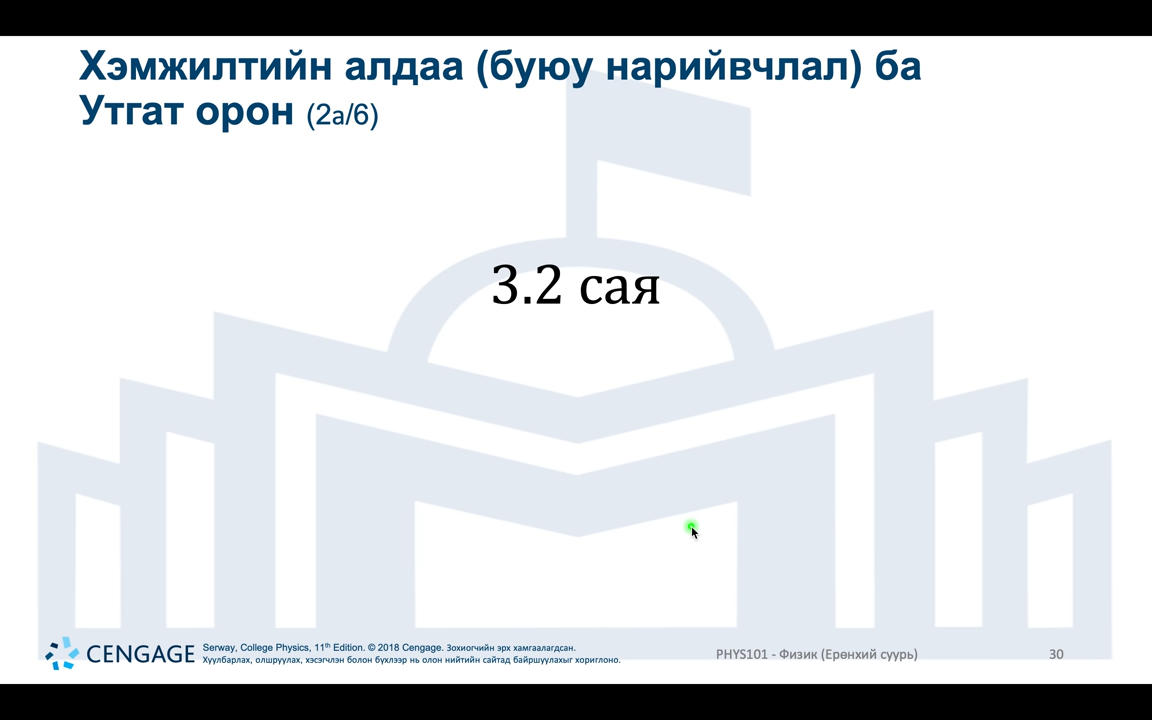 Хэмжилтийн алдаа (буюу нарийвчлал) ба
Утгат орон (2а/6)
3.2 сая
CENGAGE
Serway, College Physics, 11th Edition. © 2018 Cengage. Зохиогчийн эрх хамгаалагдсан.
Хуулбарлах, олшруулах, хэсэгчлэн болон бүхлээр нь олон нийтийн сайтад байршуулахыг хориглоно.
PHYS101 - Физик (Ерөнхий суурь)
30